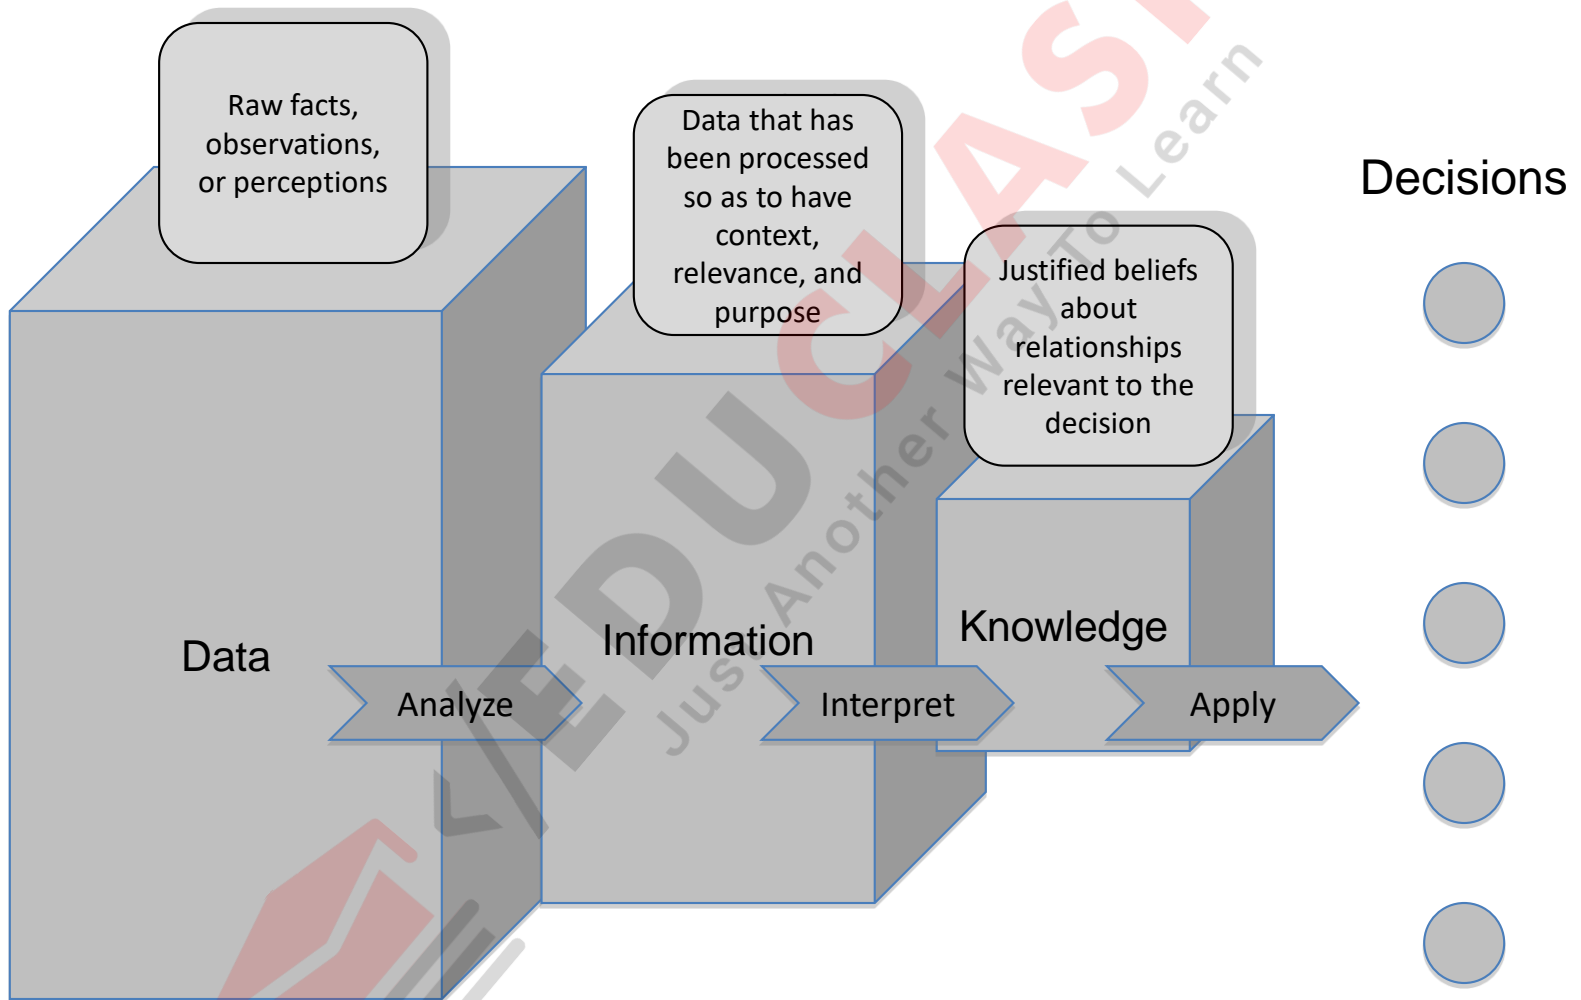 Raw facts,
observations,
or perceptions
Data that has
been processed
so as to have
context,
relevance, and
purpose
Justified beliefs
about
relationships
relevant to the
decision
Decisions
Data
Information
Knowledge
Analyze
Interpret
Apply
EDUCLAS
Just Another Way To Learn